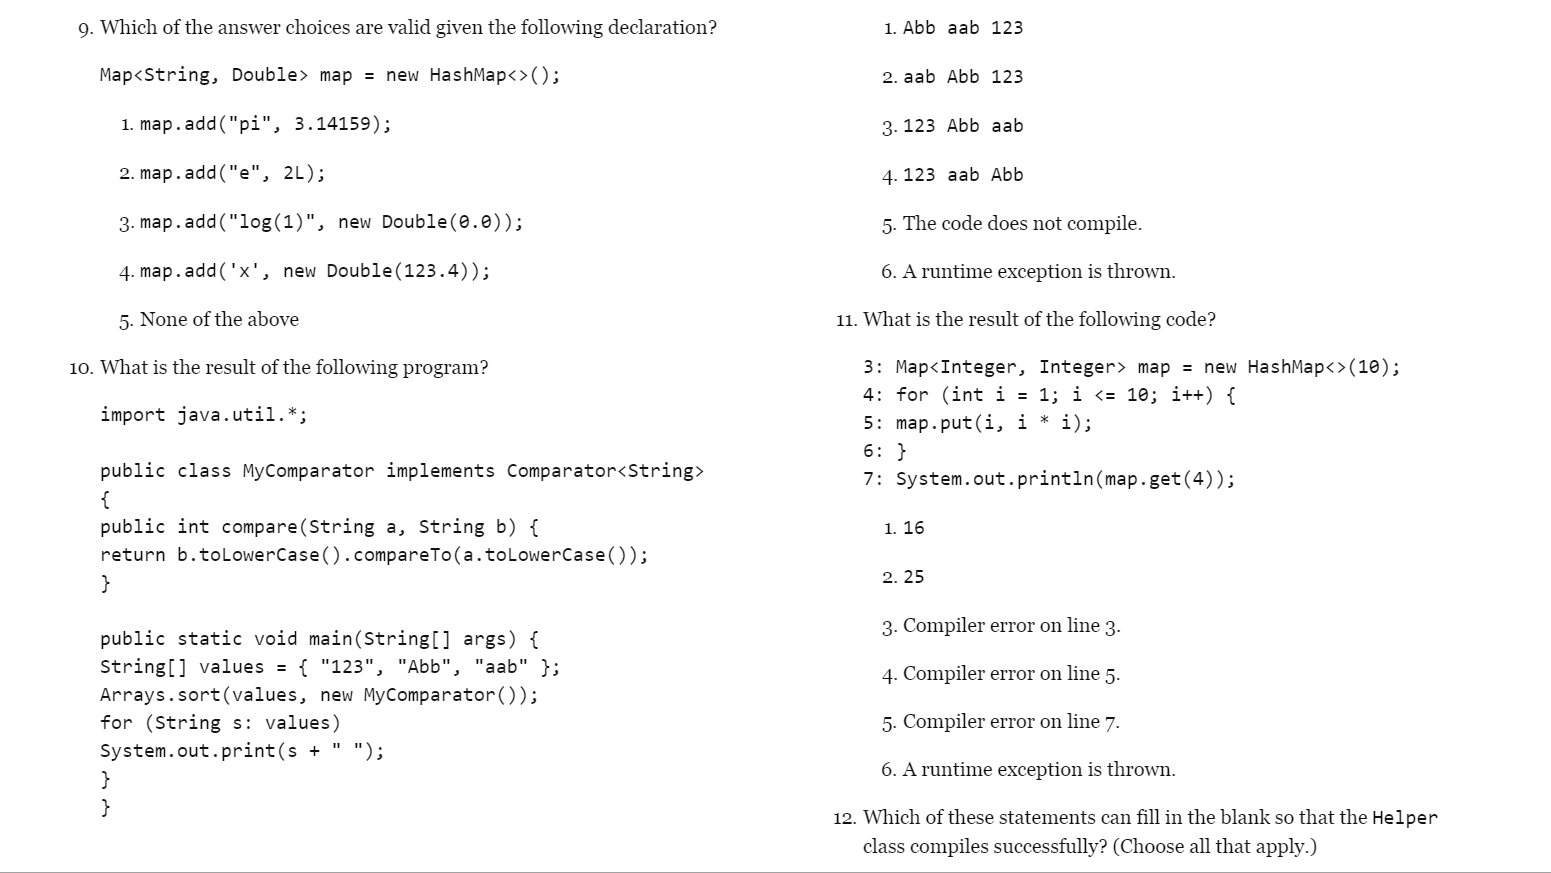 9. Which of the answer choices are valid given the following declaration?
Map<String, Double> map = new HashMap<>();
1. map.add("pi", 3.14159);
2. map.add("e", 2L);
3. map.add("log(1)", new Double(0.0));
4. map.add('x', new Double(123.4));
5. None of the above
10. What is the result of the following program?
import java.util.*;
public class MyComparator implements Comparator<String>
{
public int compare(String a, String b) {
return b.toLowerCase().compareTo(a.toLowerCase());
}
public static void main(String[] args) {
String[] values = { "123", "Abb", "aab" };
Arrays.sort(values, new MyComparator());
for (String s: values)
System.out.print(s + " ");
}
}
1. Abb aab 123
2. aab Abb 123
3. 123 Abb aab
4. 123 aab Abb
5. The code does not compile.
6. A runtime exception is thrown.
11. What is the result of the following code?
3: Map<Integer, Integer> map = new HashMap<>(10);
4: for (int i = 1; i <= 10; i++) {
5: map.put(i, i * i);
6: }
7: System.out.println(map.get(4));
1. 16
2. 25
3. Compiler error on line 3.
4. Compiler error on line 5.
5. Compiler error on line 7.
6. A runtime exception is thrown.
12. Which of these statements can fill in the blank so that the Helper
class compiles successfully? (Choose all that apply.)